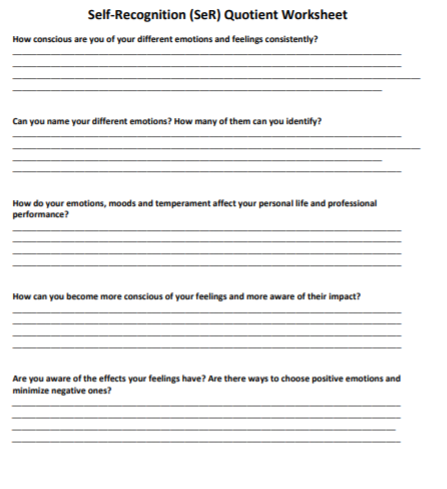 Self-Recognition (SeR) Quotient Worksheet
How conscious are you of your different emotions and feelings consistently?
Can you name your different emotions? How many of them can you identify?
How do your emotions, moods and temperament affect your personal life and professional
performance?
How can you become more conscious of your feelings and more aware of their impact?
Are you aware of the effects your feelings have? Are there ways to choose positive emotions and
minimize negative ones?